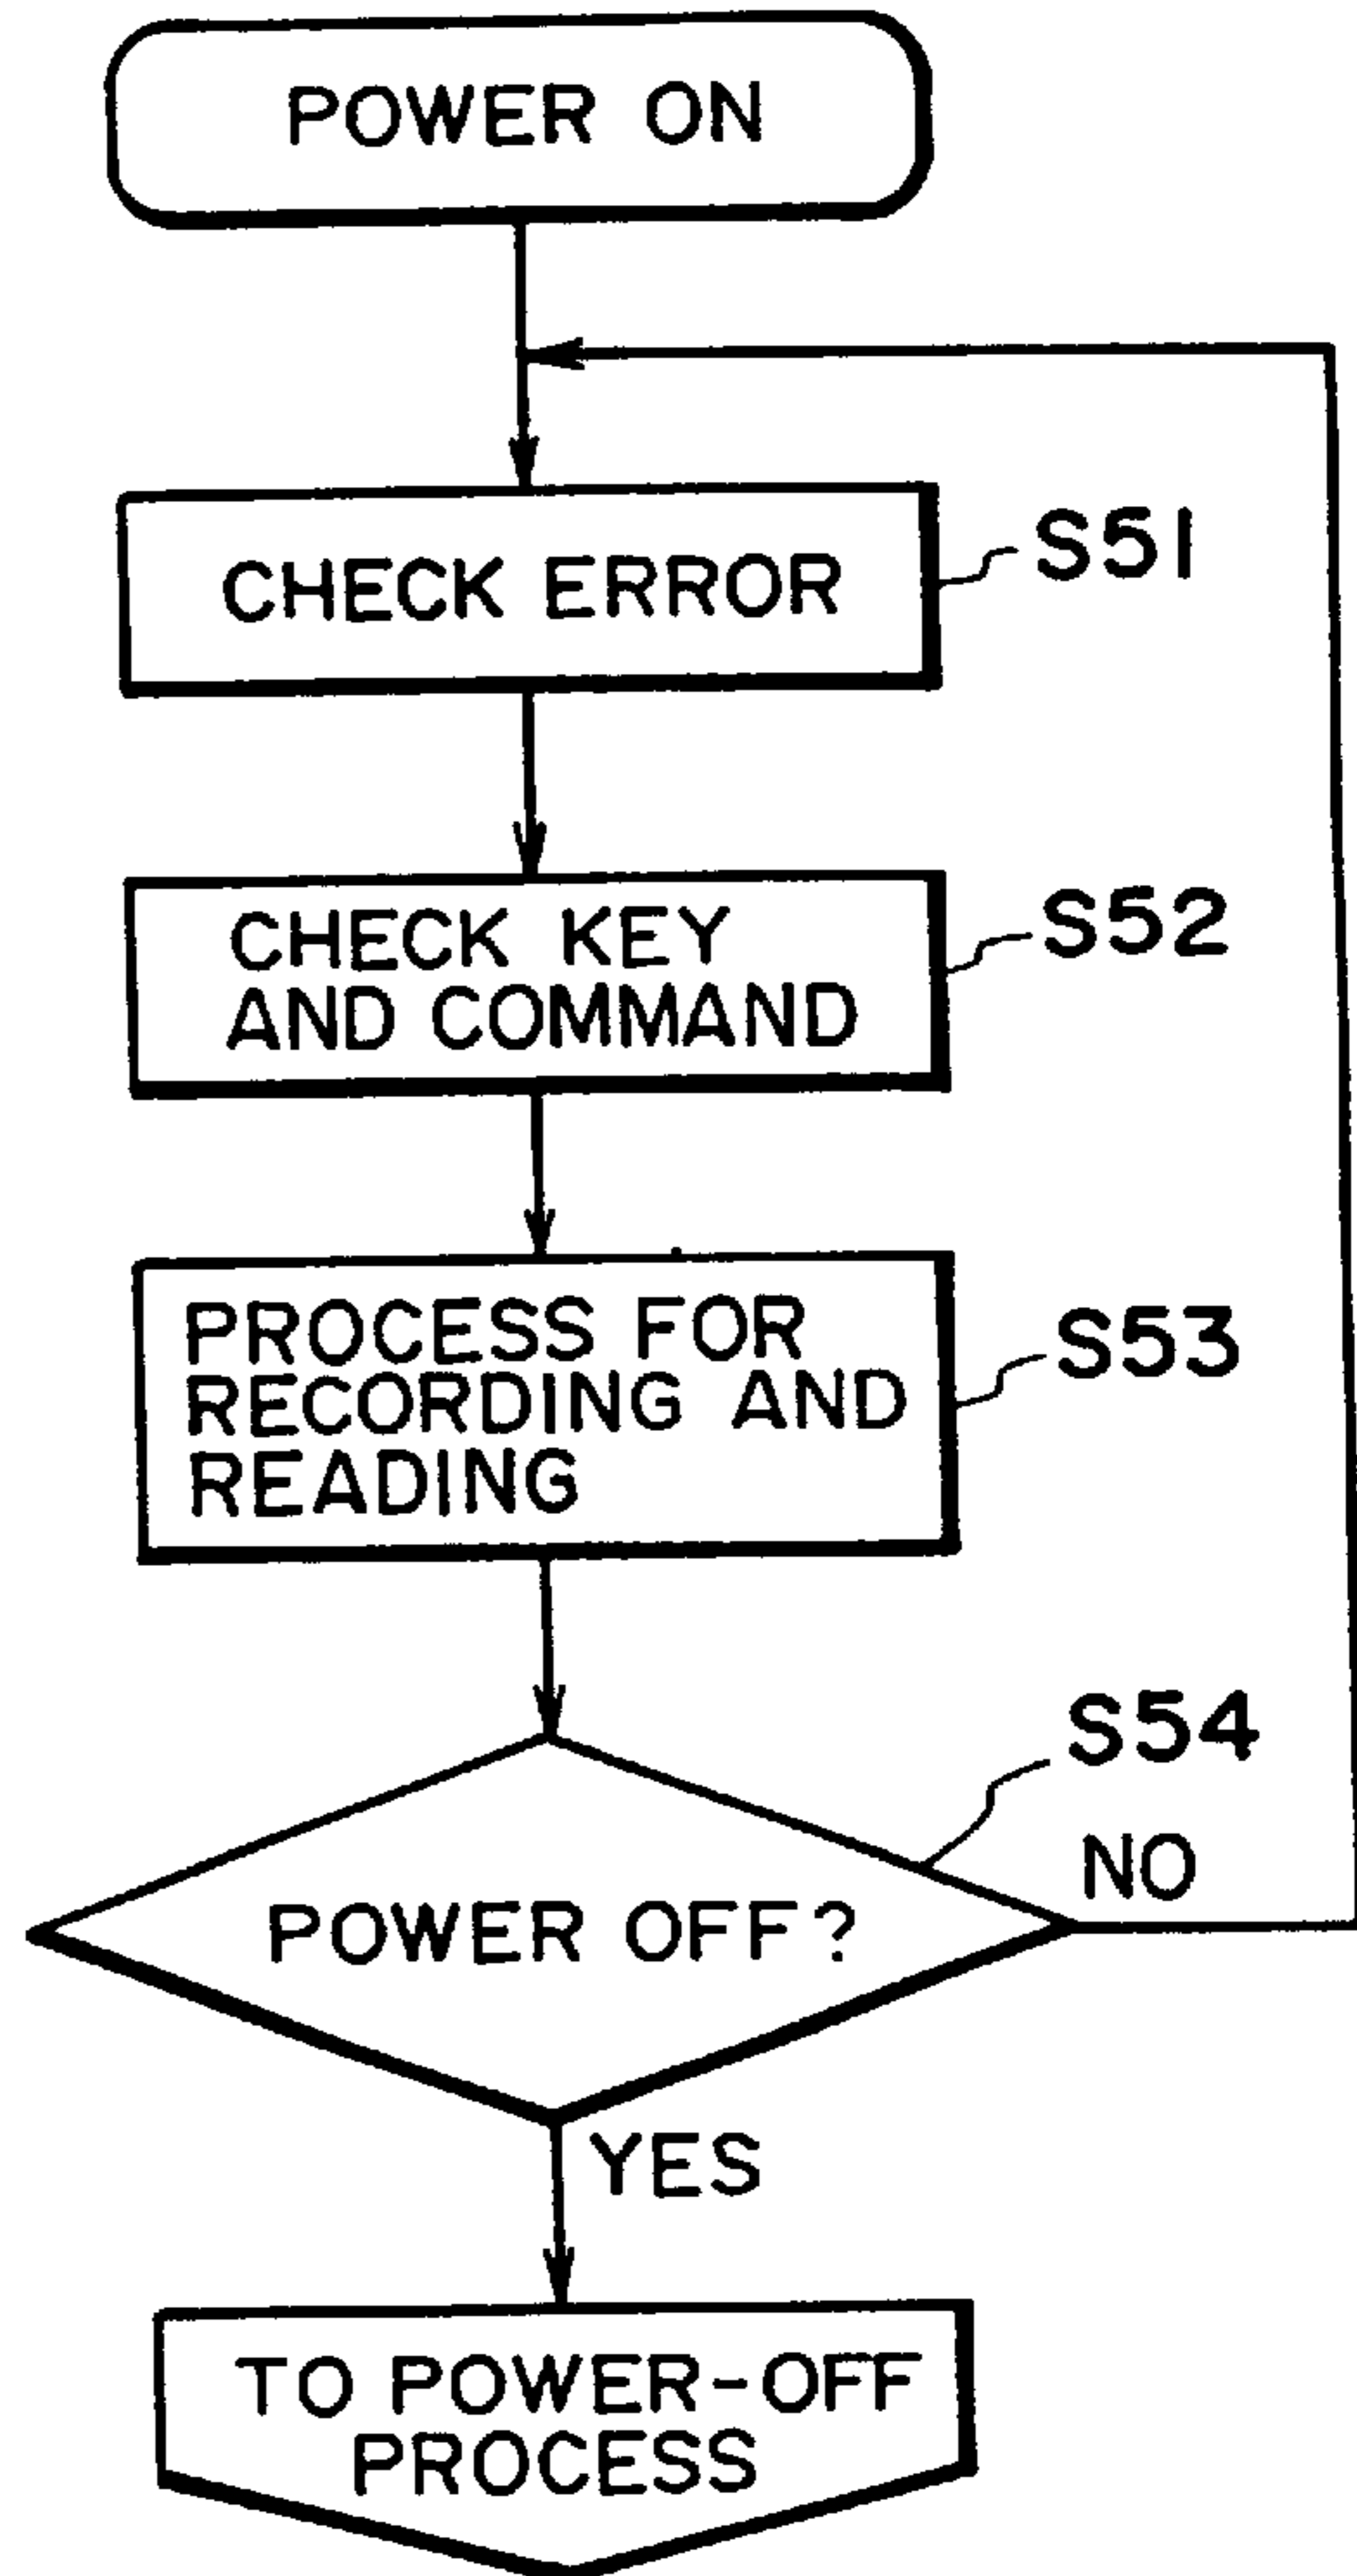 POWER ON
CHECK ERROR
S51
CHECK KEY
AND COMMAND
S52
PROCESS FOR
RECORDING AND
READING
S53
S54
POWER OFF?
NO
YES
TO POWER-OFF
PROCESS